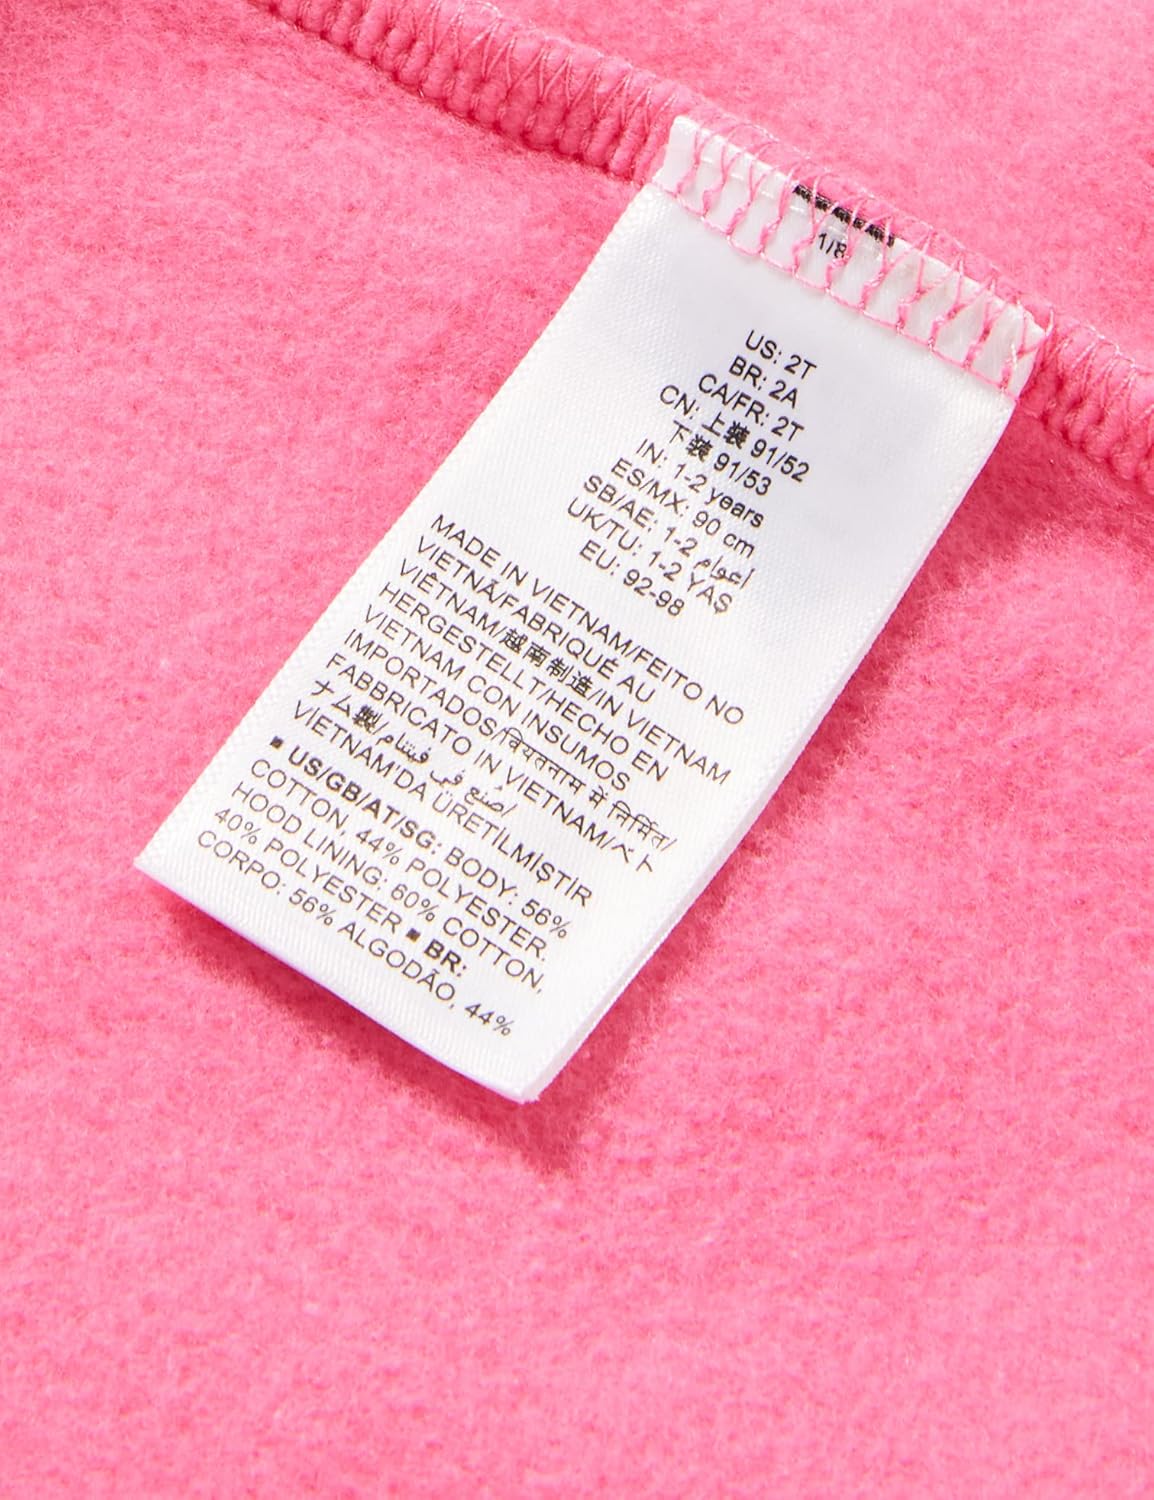 1/8
US: 2T
BR: 2A
CA/FR: 2T
CN: 上装 91/52
下装 91/53
IN: 1-2 years
ES/MX: 90 cm
SB/AE: 1-2 أعوام
UK/TU: 1-2 YAŞ
EU: 92-98
MADE IN VIETNAM/FEITO NO
VIETNÃ/FABRIQUÉ AU
VIÊTNAM/越南制造/IN VIETNAM
HERGESTELLT/HECHO EN
VIETNAM CON INSUMOS
IMPORTADOS/वियतनाम में निर्मित/
FABBRICATO IN VIETNAM/ベト
ナム製/صُنع في فيتنام/
VIETNAM'DA ÜRETİLMİŞTİR
▪ US/GB/AT/SG: BODY: 56%
COTTON, 44% POLYESTER.
HOOD LINING: 60% COTTON,
40% POLYESTER ▪ BR:
CORPO: 56% ALGODÃO, 44%